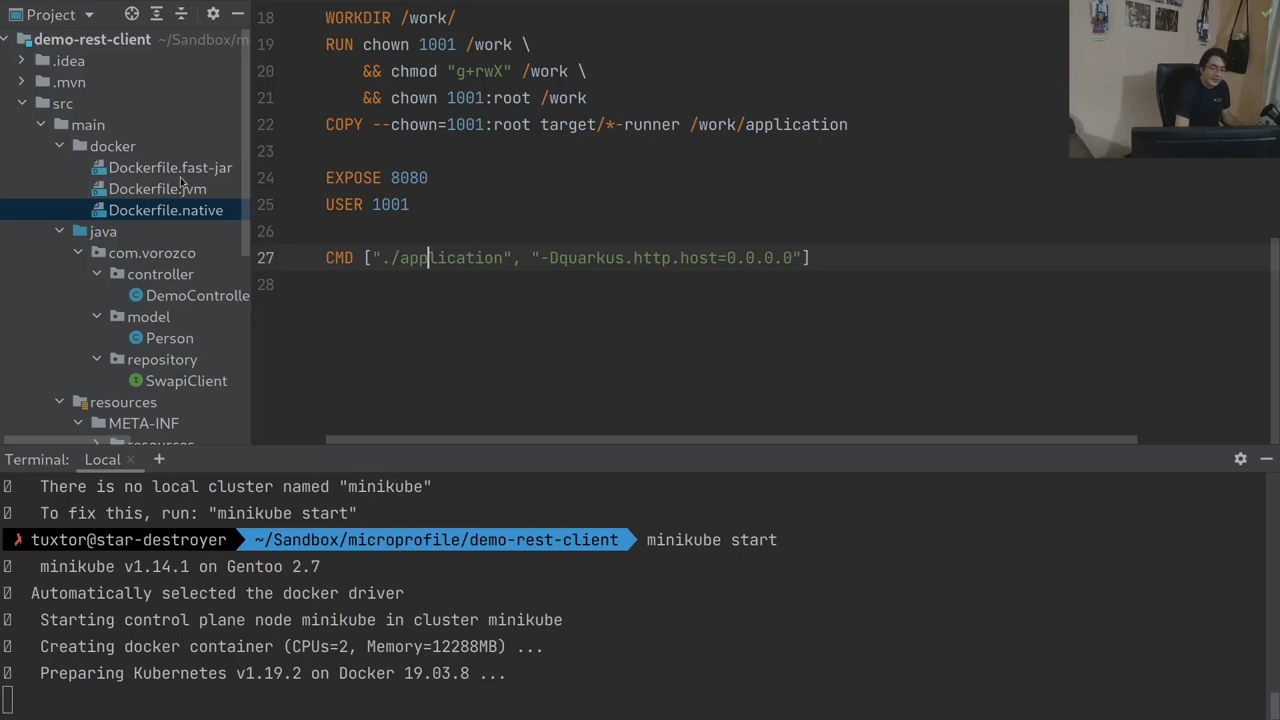 Project
demo-rest-client ~/Sandbox/m
.idea
.mvn
src
main
docker
Dockerfile.fast-jar
Dockerfile.jvm
Dockerfile.native
java
com.vorozco
controller
DemoControlle
model
Person
repository
SwapiClient
resources
META-INF
resources
18 WORKDIR /work/
19 RUN chown 1001 /work \
20 && chmod "g+rwX" /work \
21 && chown 1001:root /work
22 COPY --chown=1001:root target/*-runner /work/application
23
24 EXPOSE 8080
25 USER 1001
26
27 CMD ["./application", "-Dquarkus.http.host=0.0.0.0"]
28
Terminal: Local
There is no local cluster named "minikube"
To fix this, run: "minikube start"
✗ tuxtor@star-destroyer ~/Sandbox/microprofile/demo-rest-client minikube start
minikube v1.14.1 on Gentoo 2.7
Automatically selected the docker driver
Starting control plane node minikube in cluster minikube
Creating docker container (CPUs=2, Memory=12288MB) ...
Preparing Kubernetes v1.19.2 on Docker 19.03.8 ...